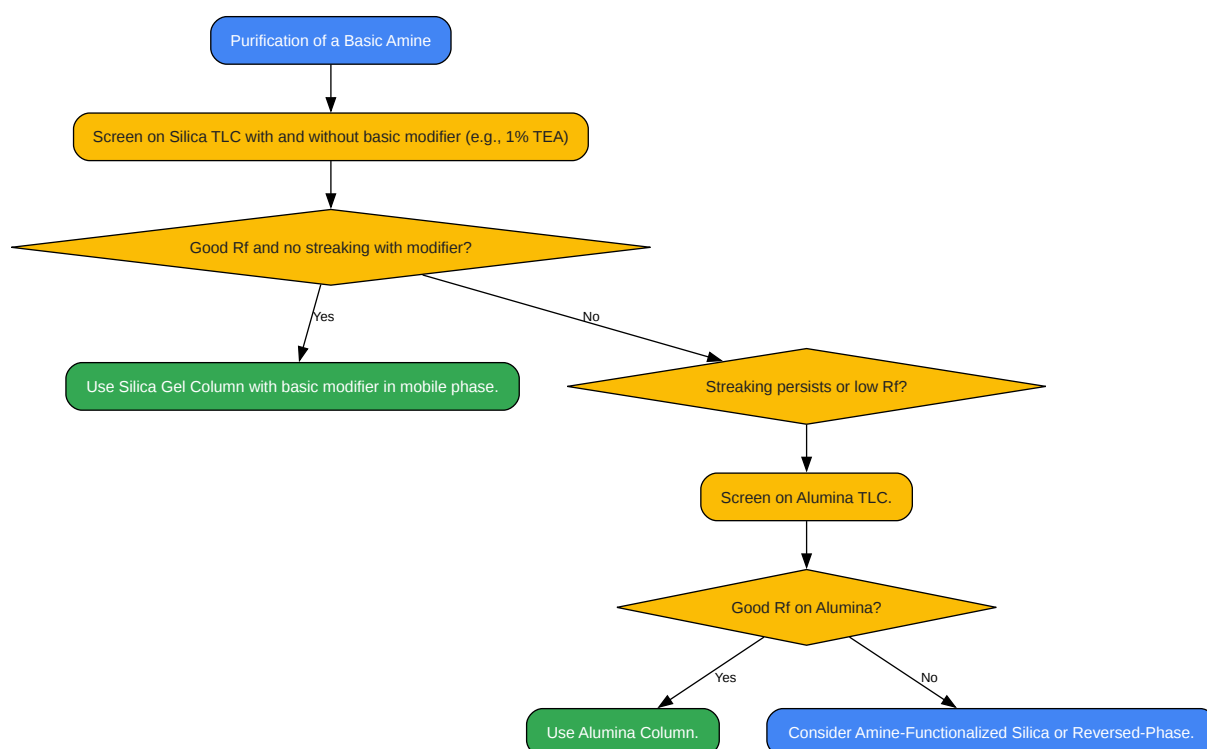 Purification of a Basic Amine
Screen on Silica TLC with and without basic modifier (e.g., 1% TEA)
Good Rf and no streaking with modifier?
Yes
No
Use Silica Gel Column with basic modifier in mobile phase.
Streaking persists or low Rf?
Screen on Alumina TLC.
Good Rf on Alumina?
Yes
No
Use Alumina Column.
Consider Amine-Functionalized Silica or Reversed-Phase.